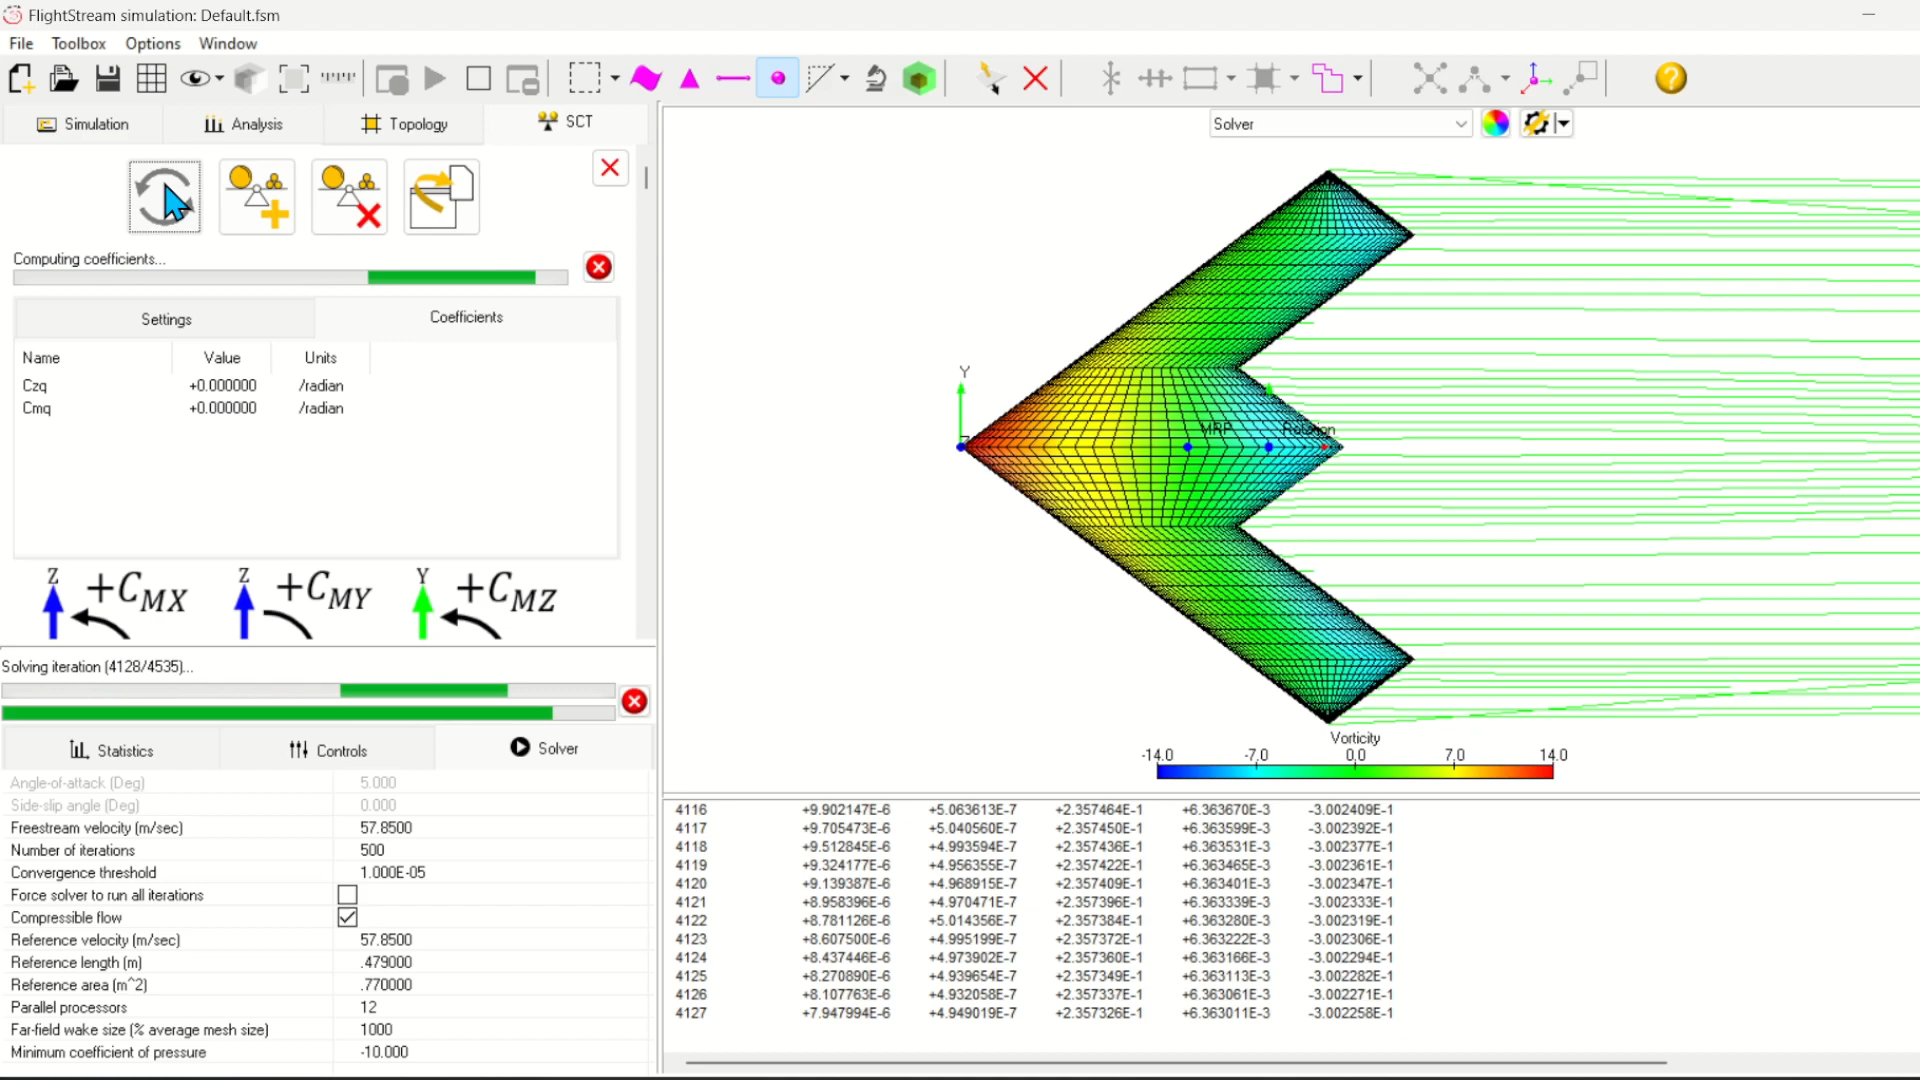 FlightStream simulation: Default.fsm
File Toolbox Options Window
Simulation Analysis Topology SCT
Solver
Computing coefficients...
Settings Coefficients
Name Value Units
Czq +0.000000 /radian
Cmq +0.000000 /radian
Z +CMX Z +CMY Y +CMZ
Solving iteration (4128/4535)...
Statistics Controls Solver
Angle-of-attack (Deg) 5.000
Side-slip angle (Deg) 0.000
Freestream velocity (m/sec) 57.8500
Number of iterations 500
Convergence threshold 1.000E-05
Force solver to run all iterations
Compressible flow
Reference velocity (m/sec) 57.8500
Reference length (m) .479000
Reference area (m^2) .770000
Parallel processors 12
Far-field wake size (% average mesh size) 1000
Minimum coefficient of pressure -10.000
Y
MRP
Vorticity
-14.0 -7.0 0.0 7.0 14.0
4116 +9.902147E-6 +5.063613E-7 +2.357464E-1 +6.363670E-3 -3.002409E-1
4117 +9.705473E-6 +5.040560E-7 +2.357450E-1 +6.363599E-3 -3.002392E-1
4118 +9.512845E-6 +4.993594E-7 +2.357436E-1 +6.363531E-3 -3.002377E-1
4119 +9.324177E-6 +4.956355E-7 +2.357422E-1 +6.363465E-3 -3.002361E-1
4120 +9.139387E-6 +4.968915E-7 +2.357409E-1 +6.363401E-3 -3.002347E-1
4121 +8.958396E-6 +4.970471E-7 +2.357396E-1 +6.363339E-3 -3.002333E-1
4122 +8.781126E-6 +5.014356E-7 +2.357384E-1 +6.363280E-3 -3.002319E-1
4123 +8.607500E-6 +4.995199E-7 +2.357372E-1 +6.363222E-3 -3.002306E-1
4124 +8.437446E-6 +4.973902E-7 +2.357360E-1 +6.363166E-3 -3.002294E-1
4125 +8.270890E-6 +4.939654E-7 +2.357349E-1 +6.363113E-3 -3.002282E-1
4126 +8.107763E-6 +4.932058E-7 +2.357337E-1 +6.363061E-3 -3.002271E-1
4127 +7.947994E-6 +4.949019E-7 +2.357326E-1 +6.363011E-3 -3.002258E-1